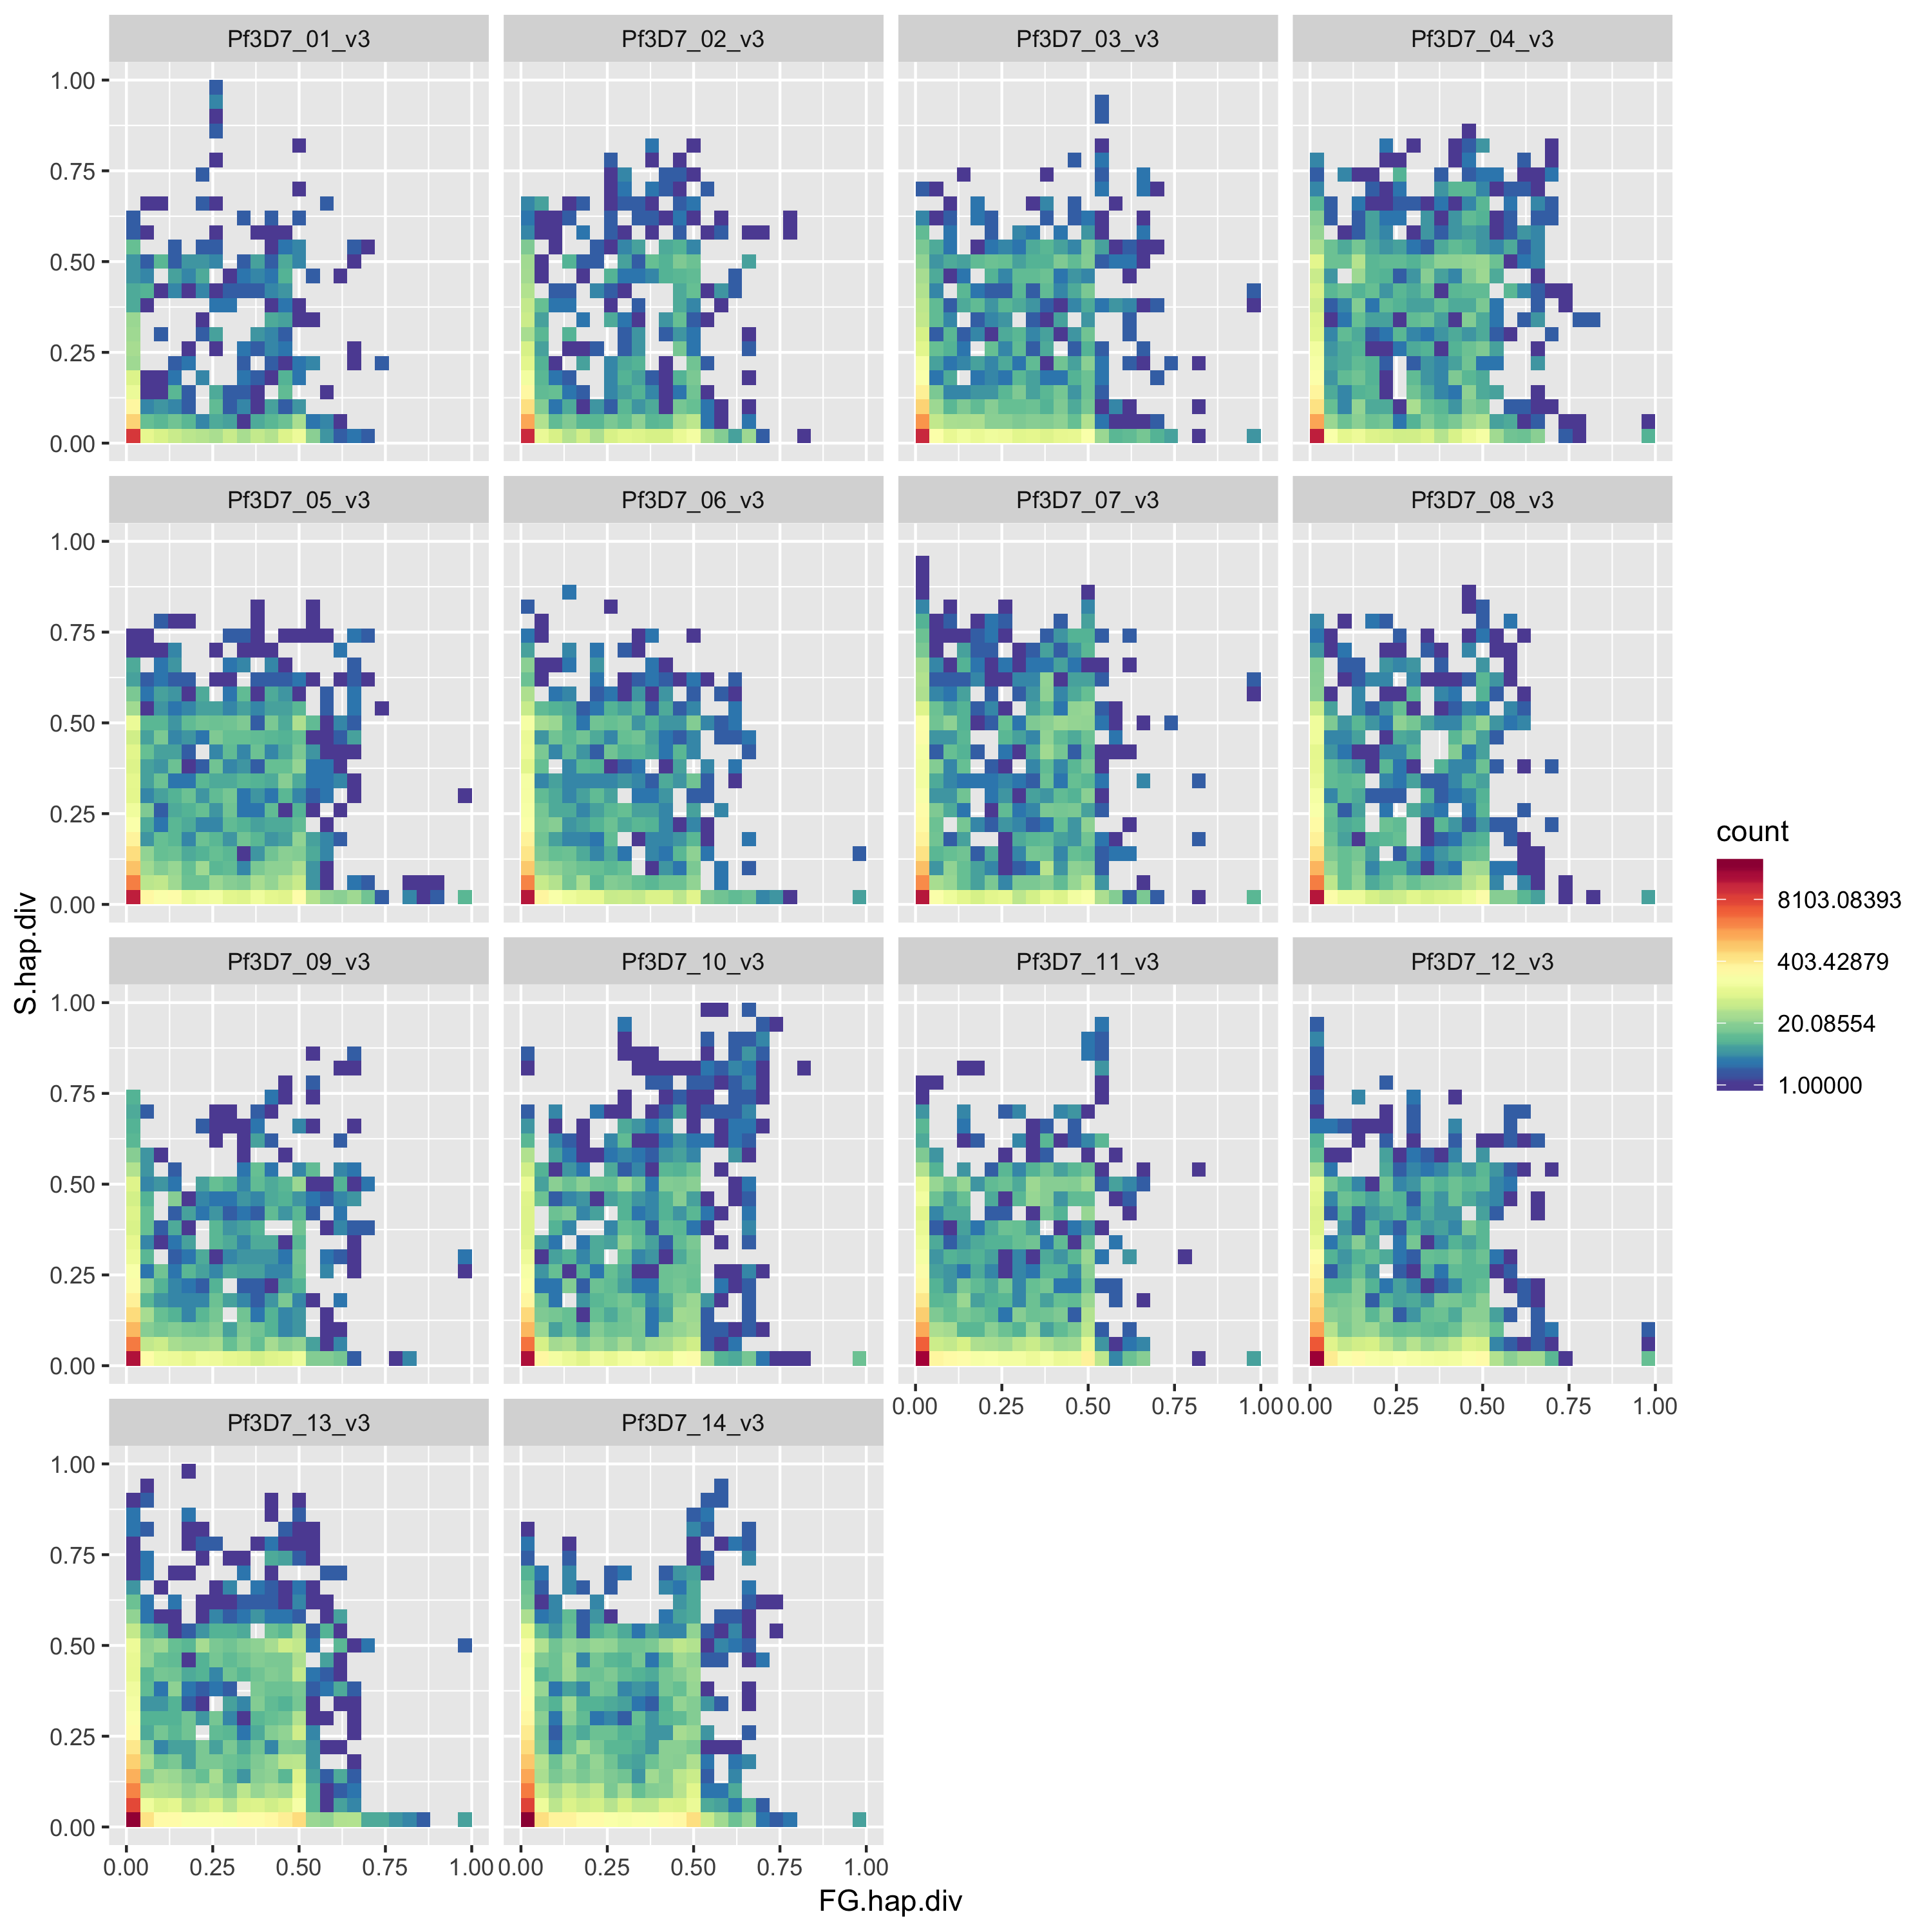 Pf3D7_01_v3 Pf3D7_02_v3 Pf3D7_03_v3 Pf3D7_04_v3
1.00
0.75
0.50
0.25
0.00
Pf3D7_05_v3 Pf3D7_06_v3 Pf3D7_07_v3 Pf3D7_08_v3
1.00
0.75
0.50
0.25
0.00
Pf3D7_09_v3 Pf3D7_10_v3 Pf3D7_11_v3 Pf3D7_12_v3
1.00
0.75
0.50
0.25
0.00
0.00 0.25 0.50 0.75 1.00 0.00 0.25 0.50 0.75 1.00
Pf3D7_13_v3 Pf3D7_14_v3
1.00
0.75
0.50
0.25
0.00
0.00 0.25 0.50 0.75 1.00 0.00 0.25 0.50 0.75 1.00
FG.hap.div
S.hap.div
count
8103.08393
403.42879
20.08554
1.00000